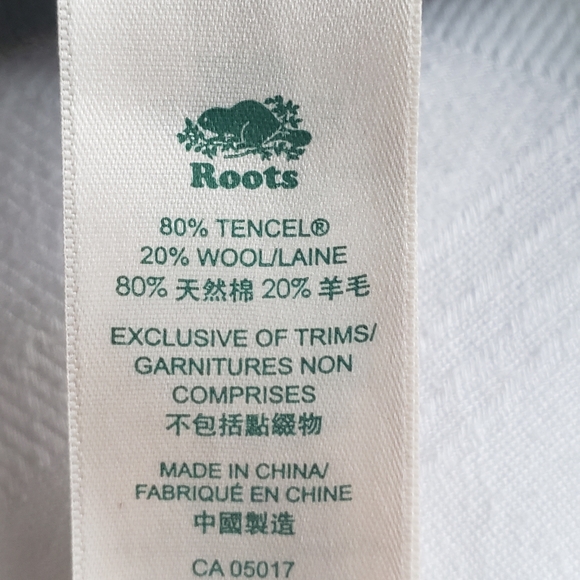 Roots
80% TENCEL®
20% WOOL/LAINE
80% 天然棉 20% 羊毛
EXCLUSIVE OF TRIMS/
GARNITURES NON
COMPRISES
不包括點綴物
MADE IN CHINA/
FABRIQUÉ EN CHINE
中國製造
CA 05017